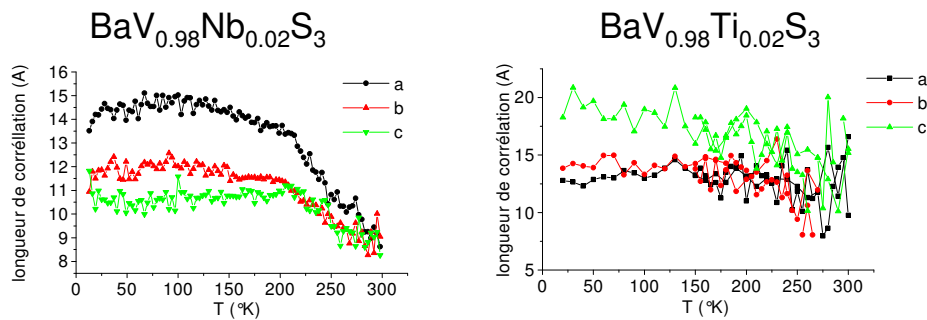 BaV₀.₉₈Nb₀.₀₂S₃
longueur de corrélation (A)
16
15
14
13
12
11
10
9
8
0
50
100
150
200
250
300
T (°K)
a
b
c
BaV₀.₉₈Ti₀.₀₂S₃
longueur de corrélation (A)
20
15
10
5
0
50
100
150
200
250
300
T (°K)
a
b
c